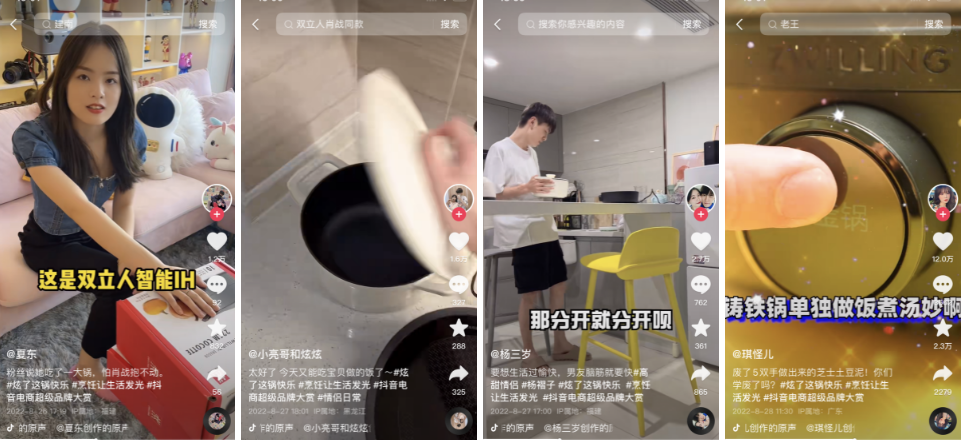 搜索
这是双立人智能IH
1.2万
92
832
56
@夏东
粉丝说她吃了一大锅，怕肖战抱不动。
#炫了这锅快乐 #烹饪让生活发光 #抖
音电商超级品牌大赏
2022-8-26 17:19 IP属地：福建
的原声 @夏东创作的原声
双立人肖战同款
搜索
1.6万
288
325
@小亮哥和炫炫
太好了 今天又能吃宝贝做的饭了～#炫
了这锅快乐 #烹饪让生活发光 #抖音电
商超级品牌大赏 #情侣日常
2022-8-27 18:01 IP属地：黑龙江
的原声 @小亮哥和炫炫
搜索你感兴趣的内容
搜索
那分开就分开呗
2.7万
762
361
865
@杨三岁
要想生活过愉快，男友脑筋就要快#高
甜情侣 #杨褶子 #炫了这锅快乐 #烹饪
让生活发光 #抖音电商超级品牌大赏
2022-8-27 17:00 IP属地：福建
的原声 @杨三岁创作的
老王
搜索
ZWILLING
铸铁锅单独做饭煮汤妙啊
12.0万
2.3万
2279
@琪怪儿
废了5双手做出来的芝士土豆泥！你们
学废了吗？ #炫了这锅快乐 #烹饪让生
活发光 #抖音电商超级品牌大赏
2022-8-28 11:30 IP属地：广东
创作的原声 @琪怪儿创